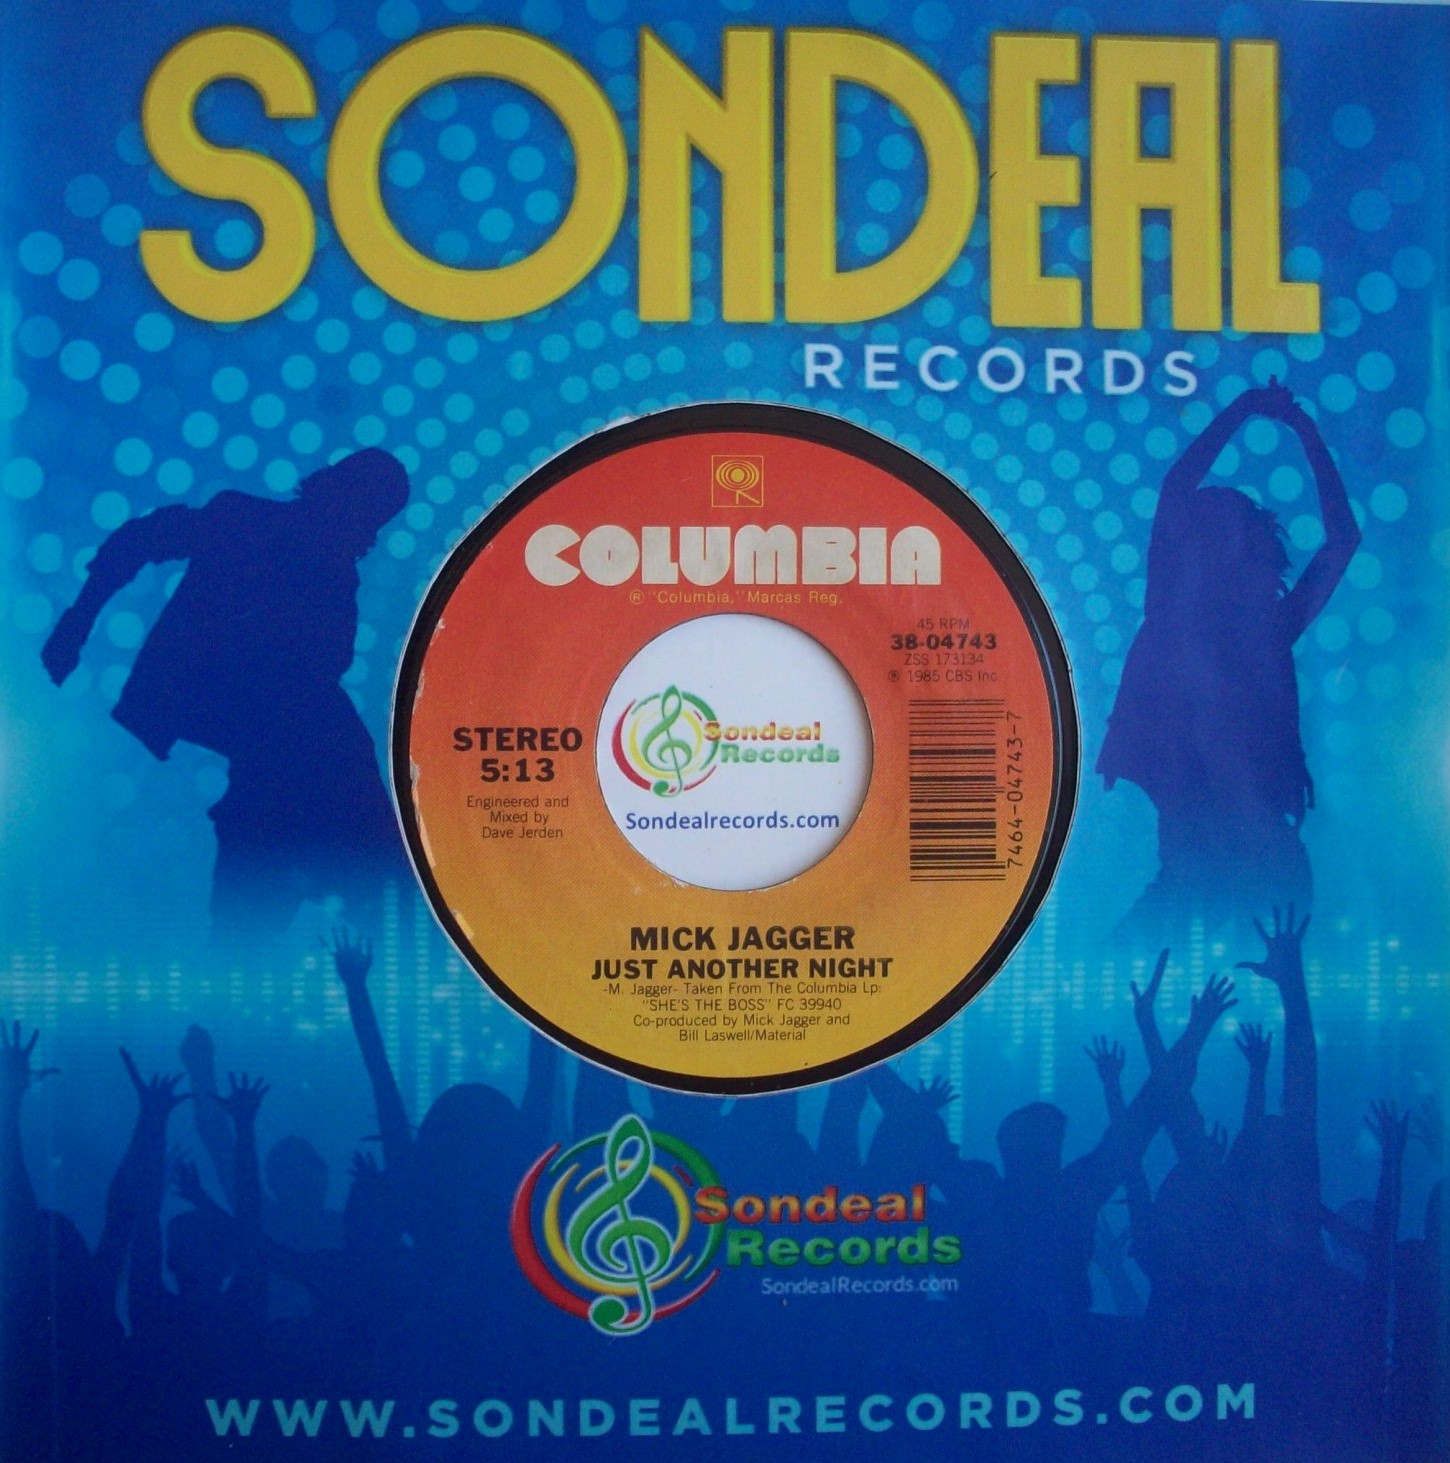 SONDEAL
RECORDS
COLUMBIA
® "Columbia," Marcas Reg.
45 RPM
38-04743
ZSS 173134
℗ 1985 CBS Inc.
STEREO
5:13
Engineered and
Mixed by
Dave Jerden
7464-04743-7
Sondeal
Records
Sondealrecords.com
MICK JAGGER
JUST ANOTHER NIGHT
-M. Jagger- Taken From The Columbia Lp:
"SHE'S THE BOSS" FC 39940
Co-produced by Mick Jagger and
Bill Laswell/Material
Sondeal
Records
SondealRecords.com
WWW.SONDEALRECORDS.COM